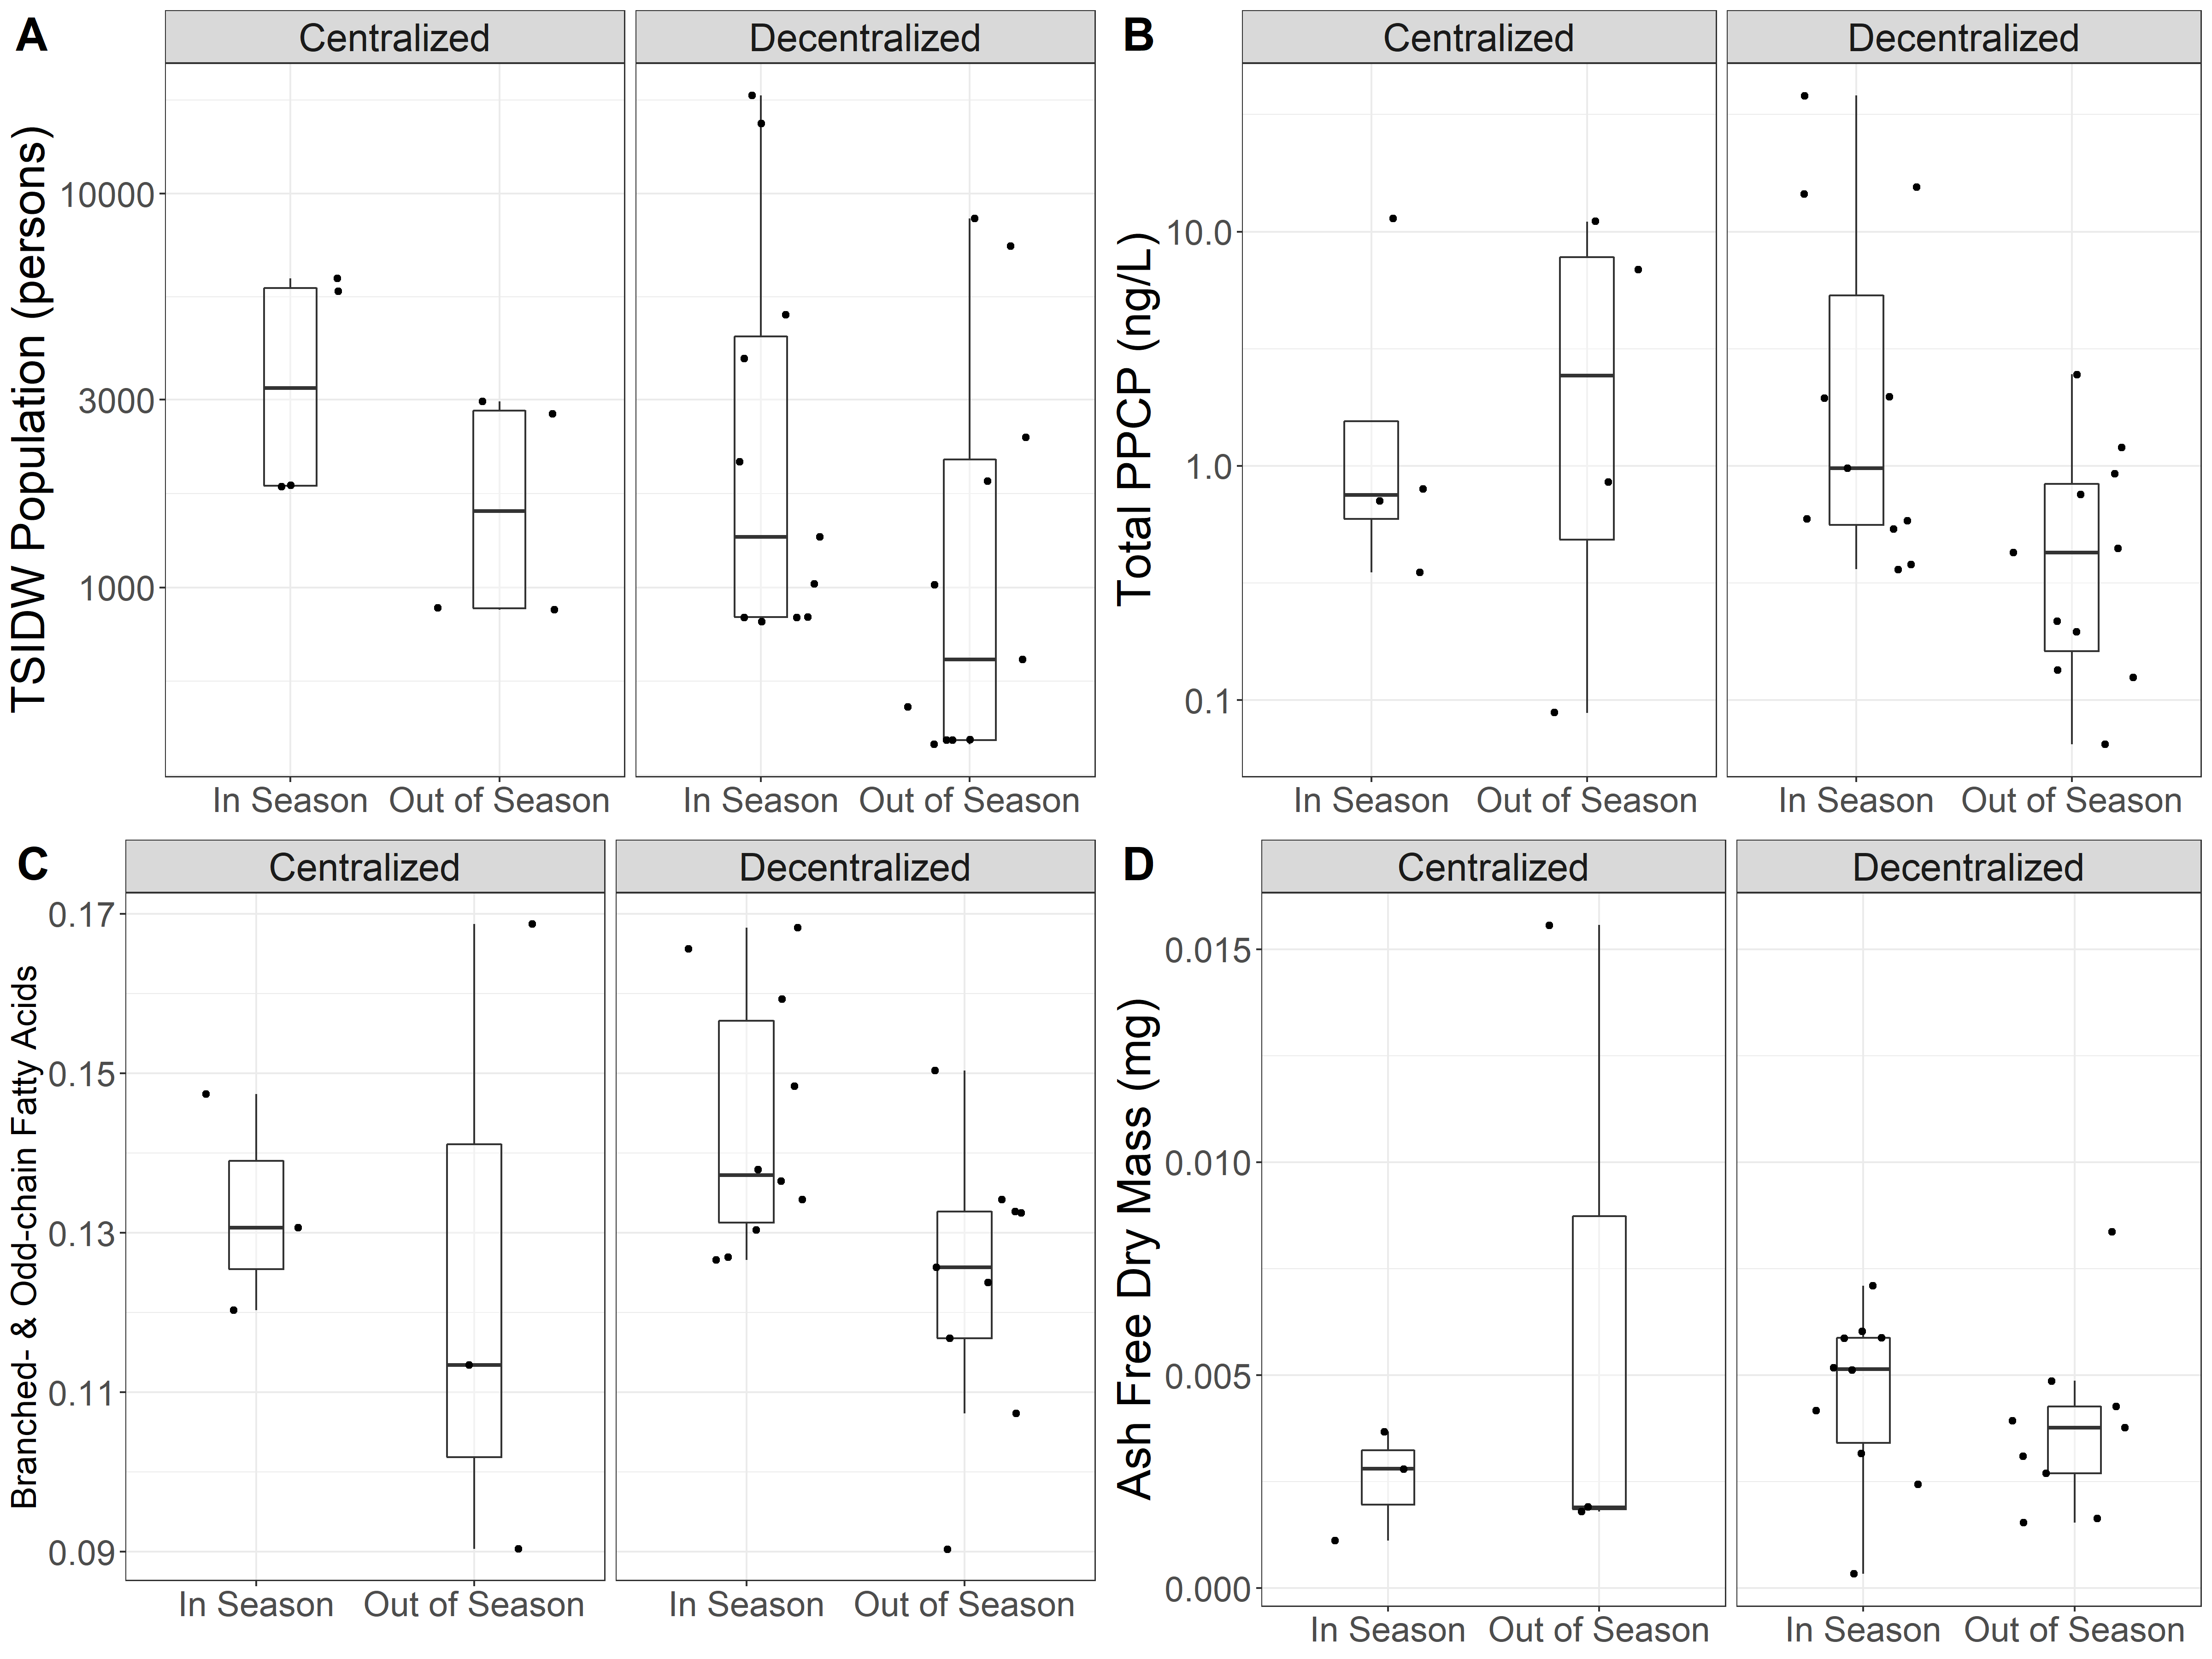 A
Centralized
Decentralized
TSIDW Population (persons)
10000
3000
1000
In Season
Out of Season
In Season
Out of Season
B
Centralized
Decentralized
Total PPCP (ng/L)
10.0
1.0
0.1
In Season
Out of Season
In Season
Out of Season
C
Centralized
Decentralized
Branched- & Odd-chain Fatty Acids
0.17
0.15
0.13
0.11
0.09
In Season
Out of Season
In Season
Out of Season
D
Centralized
Decentralized
Ash Free Dry Mass (mg)
0.015
0.010
0.005
0.000
In Season
Out of Season
In Season
Out of Season